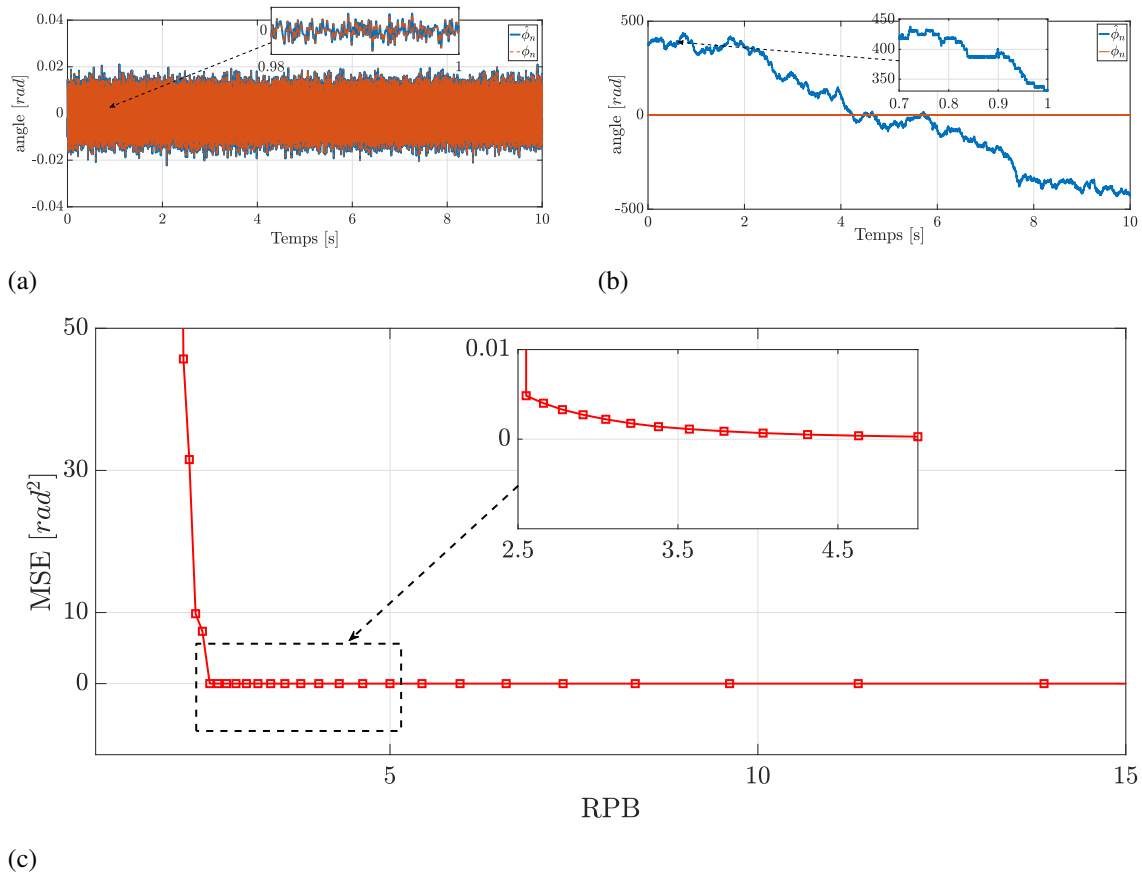 0.04
0.02
0
-0.02
-0.04
angle [rad]
0
-0.98
1
ϕ̂ₙ
ϕₙ
0 2 4 6 8 10
Temps [s]
(a)
500
0
-500
angle [rad]
450
400
350
0.7 0.8 0.9 1
ϕ̂ₙ
ϕₙ
0 2 4 6 8 10
Temps [s]
(b)
50
30
10
0
MSE [rad²]
0.01
0
2.5 3.5 4.5
5 10 15
RPB
(c)